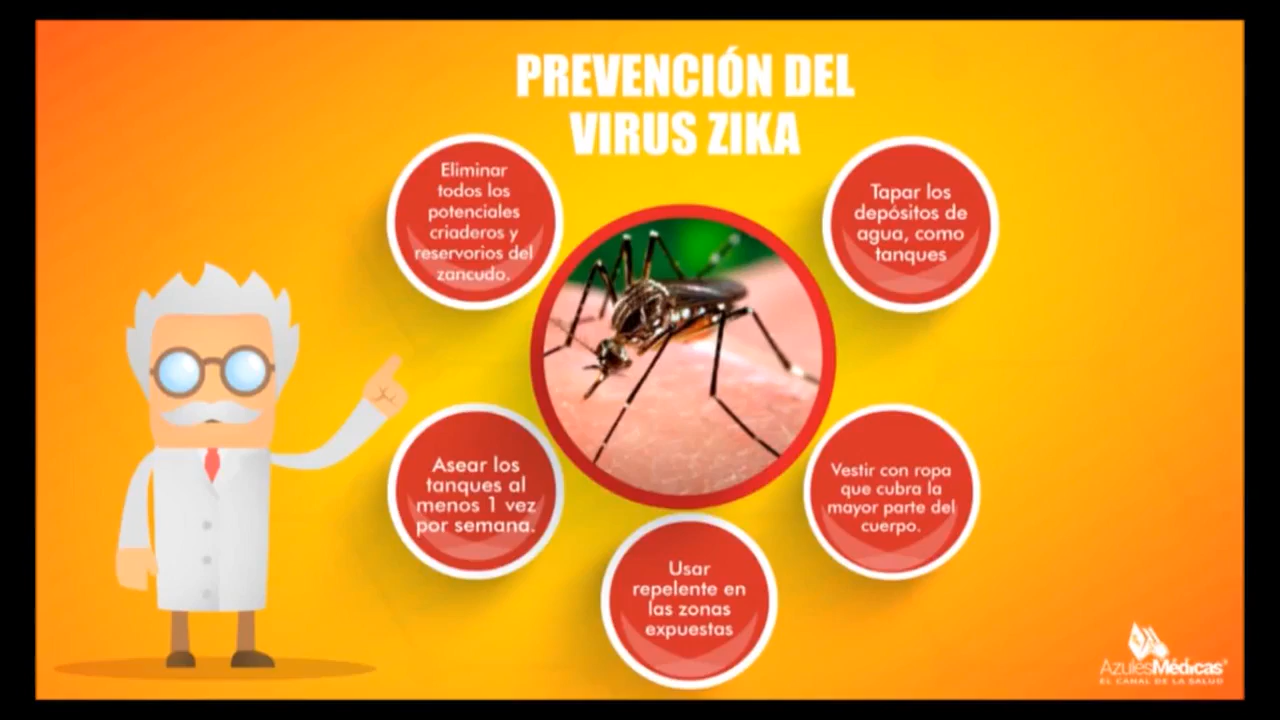 PREVENCIÓN DEL
VIRUS ZIKA
Eliminar
todos los
potenciales
criaderos y
reservorios del
zancudo.
Tapar los
depósitos de
agua, como
tanques
Asear los
tanques al
menos 1 vez
por semana.
Vestir con ropa
que cubra la
mayor parte del
cuerpo.
Usar
repelente en
las zonas
expuestas
AzulesMédicas
EL CANAL DE LA SALUD